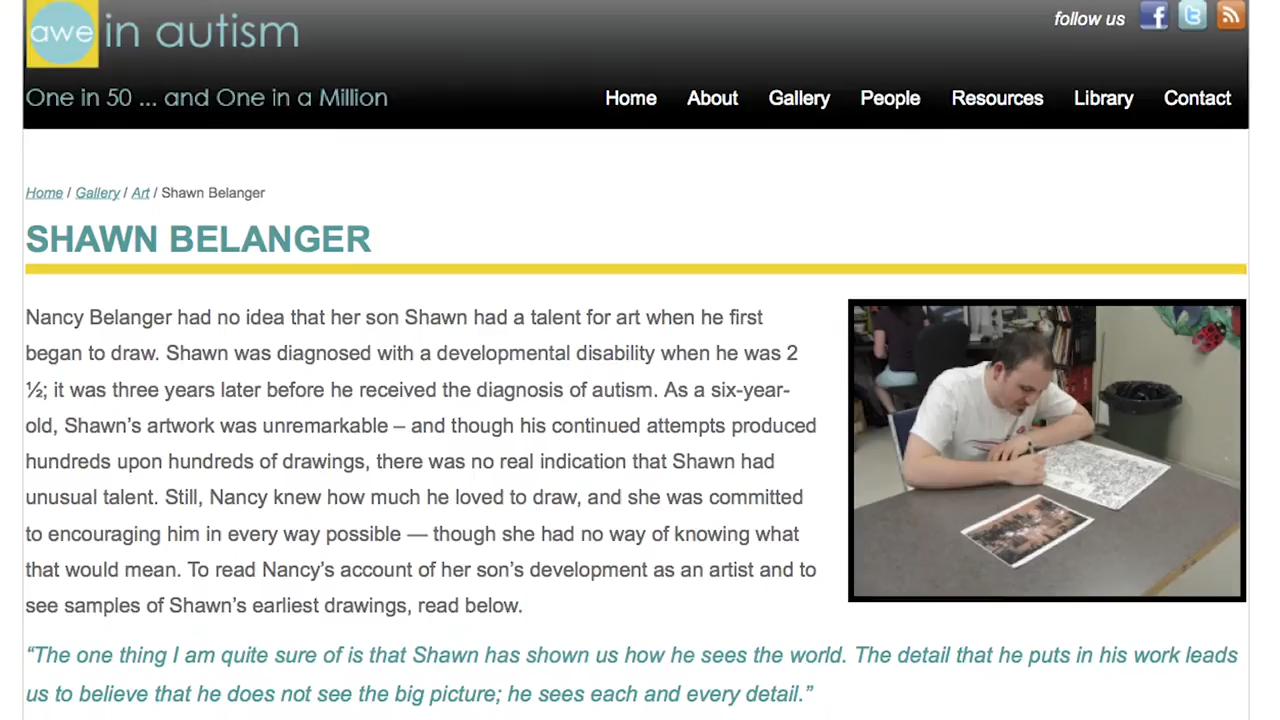 awe in autism
follow us
One in 50 ... and One in a Million
Home About Gallery People Resources Library Contact
Home / Gallery / Art / Shawn Belanger
SHAWN BELANGER
Nancy Belanger had no idea that her son Shawn had a talent for art when he first
began to draw. Shawn was diagnosed with a developmental disability when he was 2
½; it was three years later before he received the diagnosis of autism. As a six-year-
old, Shawn’s artwork was unremarkable – and though his continued attempts produced
hundreds upon hundreds of drawings, there was no real indication that Shawn had
unusual talent. Still, Nancy knew how much he loved to draw, and she was committed
to encouraging him in every way possible — though she had no way of knowing what
that would mean. To read Nancy’s account of her son’s development as an artist and to
see samples of Shawn’s earliest drawings, read below.
“The one thing I am quite sure of is that Shawn has shown us how he sees the world. The detail that he puts in his work leads
us to believe that he does not see the big picture; he sees each and every detail.”